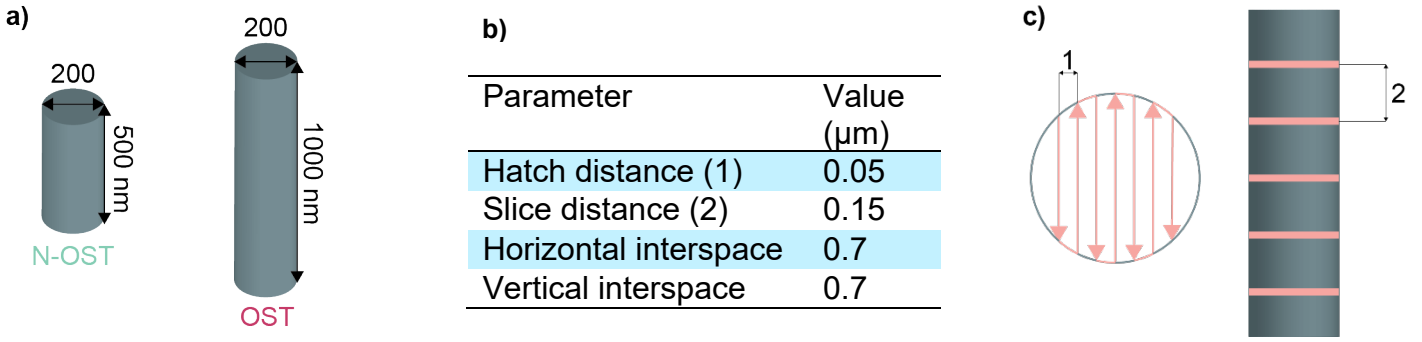 a)
200
500 nm
N-OST
200
1000 nm
OST
b)
Parameter Value
(µm)
Hatch distance (1) 0.05
Slice distance (2) 0.15
Horizontal interspace 0.7
Vertical interspace 0.7
c)
1
2